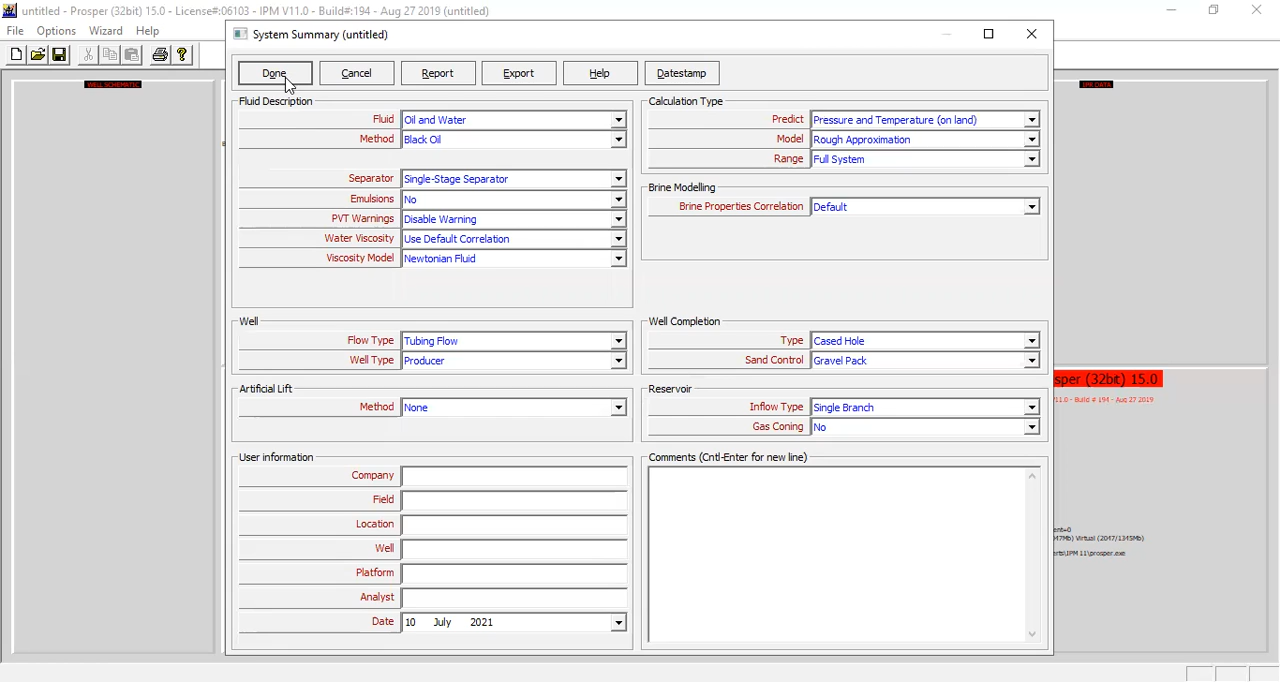 untitled - Prosper (32bit) 15.0 - License#:06103 - IPM V11.0 - Build#:194 - Aug 27 2019 (untitled)
File Options Wizard Help
System Summary (untitled)
Done Cancel Report Export Help Datestamp
WELL SCHEMATIC
IPR DATA
Fluid Description
Fluid Oil and Water
Method Black Oil
Separator Single-Stage Separator
Emulsions No
PVT Warnings Disable Warning
Water Viscosity Use Default Correlation
Viscosity Model Newtonian Fluid
Calculation Type
Predict Pressure and Temperature (on land)
Model Rough Approximation
Range Full System
Brine Modelling
Brine Properties Correlation Default
Well
Flow Type Tubing Flow
Well Type Producer
Well Completion
Type Cased Hole
Sand Control Gravel Pack
Artificial Lift
Method None
Reservoir
Inflow Type Single Branch
Gas Coning No
User information
Company
Field
Location
Well
Platform
Analyst
Date 10 July 2021
Comments (Cntl-Enter for new line)
sper (32bit) 15.0
11.0 - Build # 194 - Aug 27 2019
ent=0
47Mb) Virtual (2047/1345Mb)
erts\IPM 11\prosper.exe